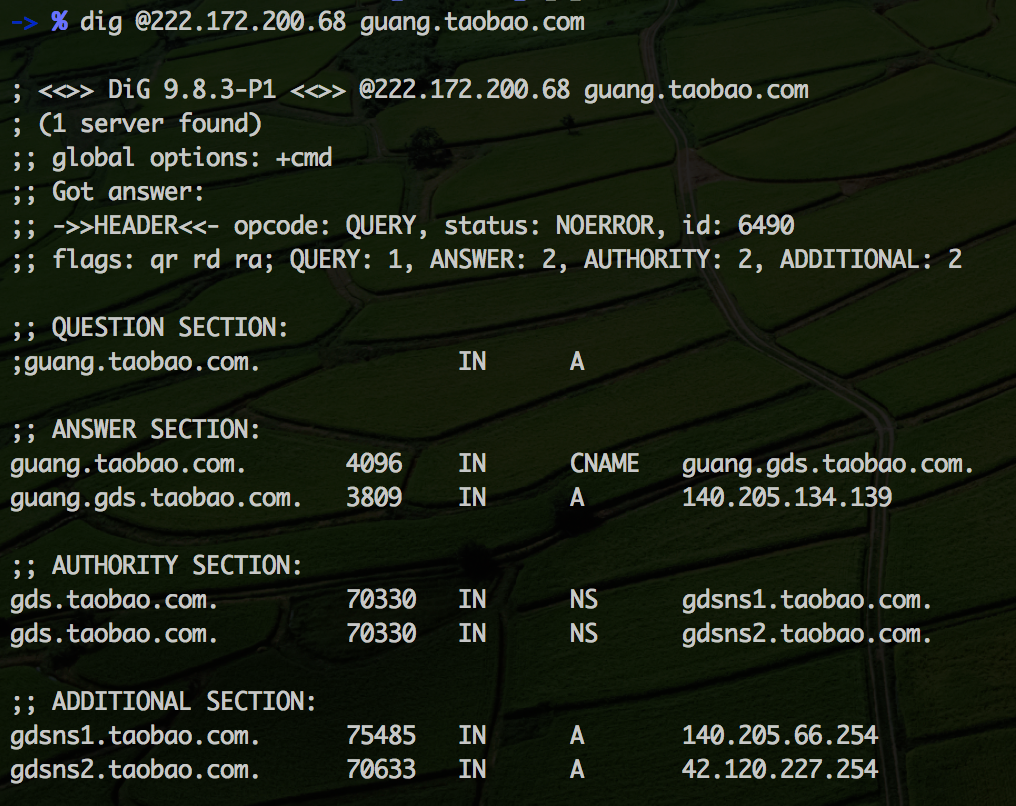 -> % dig @222.172.200.68 guang.taobao.com
; <<>> DiG 9.8.3-P1 <<>> @222.172.200.68 guang.taobao.com
; (1 server found)
;; global options: +cmd
;; Got answer:
;; ->>HEADER<<- opcode: QUERY, status: NOERROR, id: 6490
;; flags: qr rd ra; QUERY: 1, ANSWER: 2, AUTHORITY: 2, ADDITIONAL: 2
;; QUESTION SECTION:
;guang.taobao.com. IN A
;; ANSWER SECTION:
guang.taobao.com. 4096 IN CNAME guang.gds.taobao.com.
guang.gds.taobao.com. 3809 IN A 140.205.134.139
;; AUTHORITY SECTION:
gds.taobao.com. 70330 IN NS gdsns1.taobao.com.
gds.taobao.com. 70330 IN NS gdsns2.taobao.com.
;; ADDITIONAL SECTION:
gdsns1.taobao.com. 75485 IN A 140.205.66.254
gdsns2.taobao.com. 70633 IN A 42.120.227.254